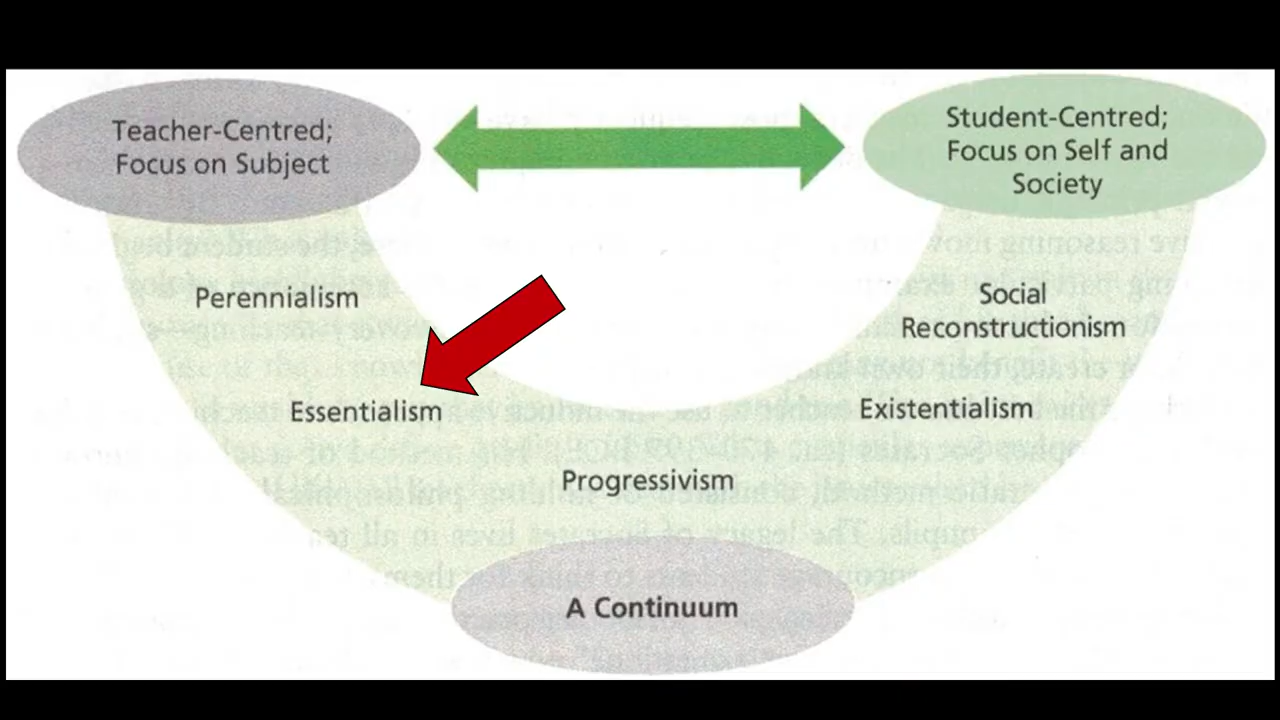 Teacher-Centred;
Focus on Subject
Student-Centred;
Focus on Self and
Society
Perennialism
Social
Reconstructionism
Essentialism
Existentialism
Progressivism
A Continuum